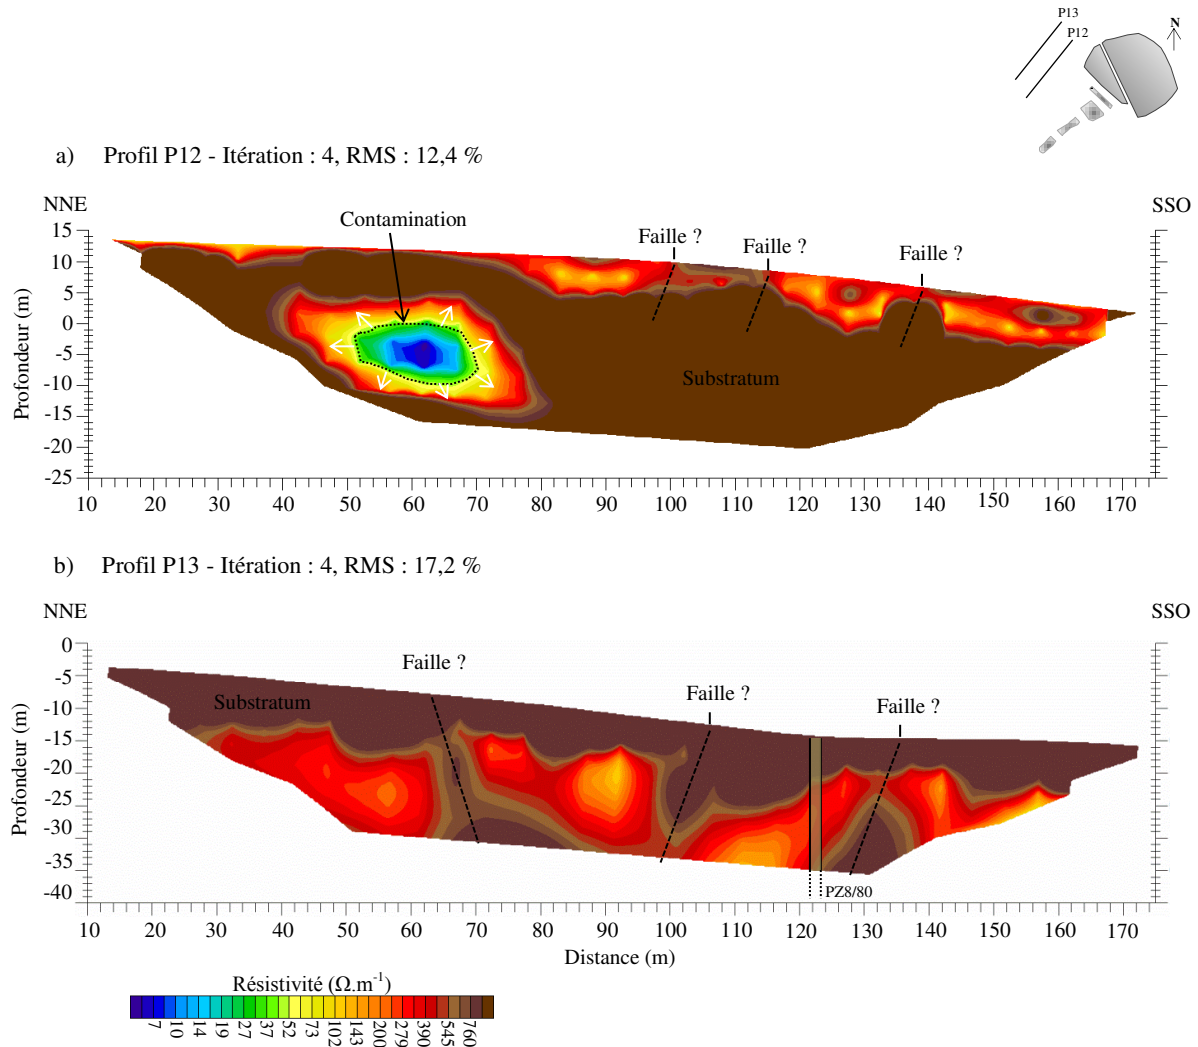 P13
P12
N
a) Profil P12 - Itération : 4, RMS : 12,4 %
NNE
SSO
Contamination
Faille ?
Faille ?
Faille ?
Substratum
Profondeur (m)
15
10
5
0
-5
-10
-15
-20
-25
10 20 30 40 50 60 70 80 90 100 110 120 130 140 150 160 170
b) Profil P13 - Itération : 4, RMS : 17,2 %
NNE
SSO
Faille ?
Faille ?
Faille ?
Substratum
Profondeur (m)
0
-5
-10
-15
-20
-25
-30
-35
-40
PZ8/80
10 20 30 40 50 60 70 80 90 100 110 120 130 140 150 160 170
Distance (m)
Résistivité (Ω.m⁻¹)
7 10 14 19 27 37 52 73 102 143 200 279 390 545 760